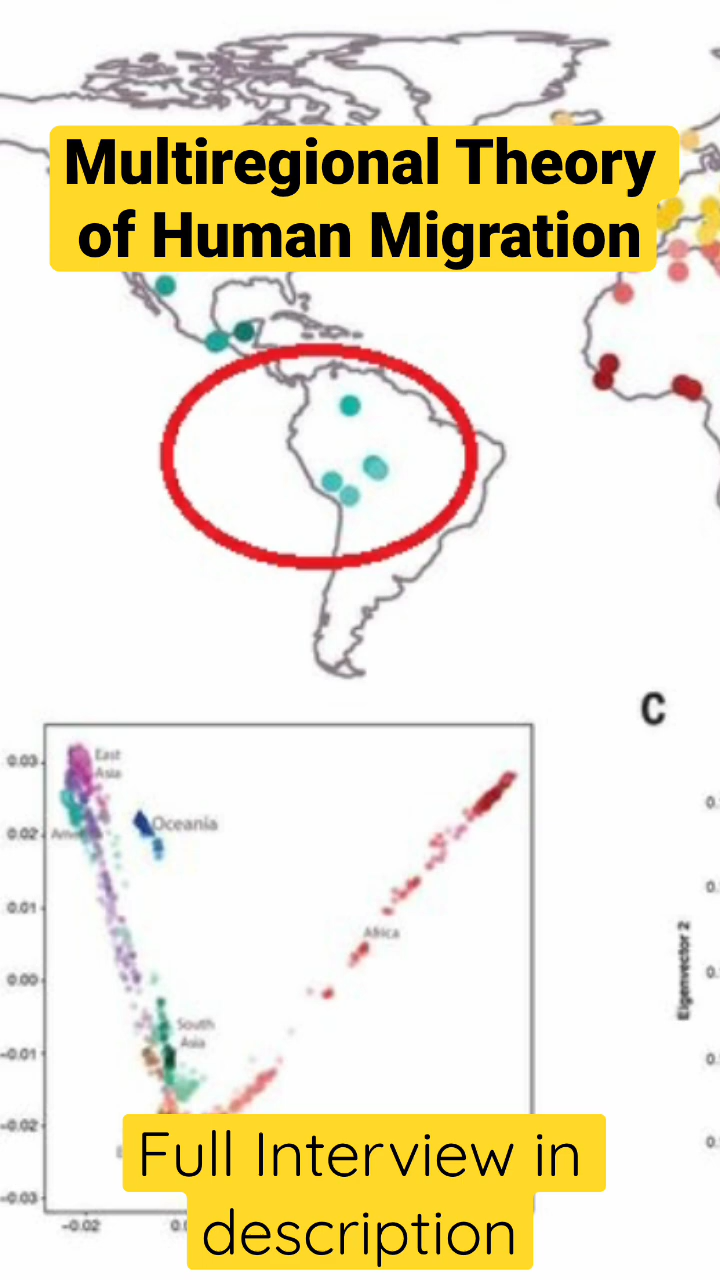 Multiregional Theory
of Human Migration
C
0.03
East
Asia
Oceania
0.02
0.01
Africa
0.00
South
Asia
-0.01
-0.02
-0.03
-0.02
Eigenvector 2
Full Interview in
description